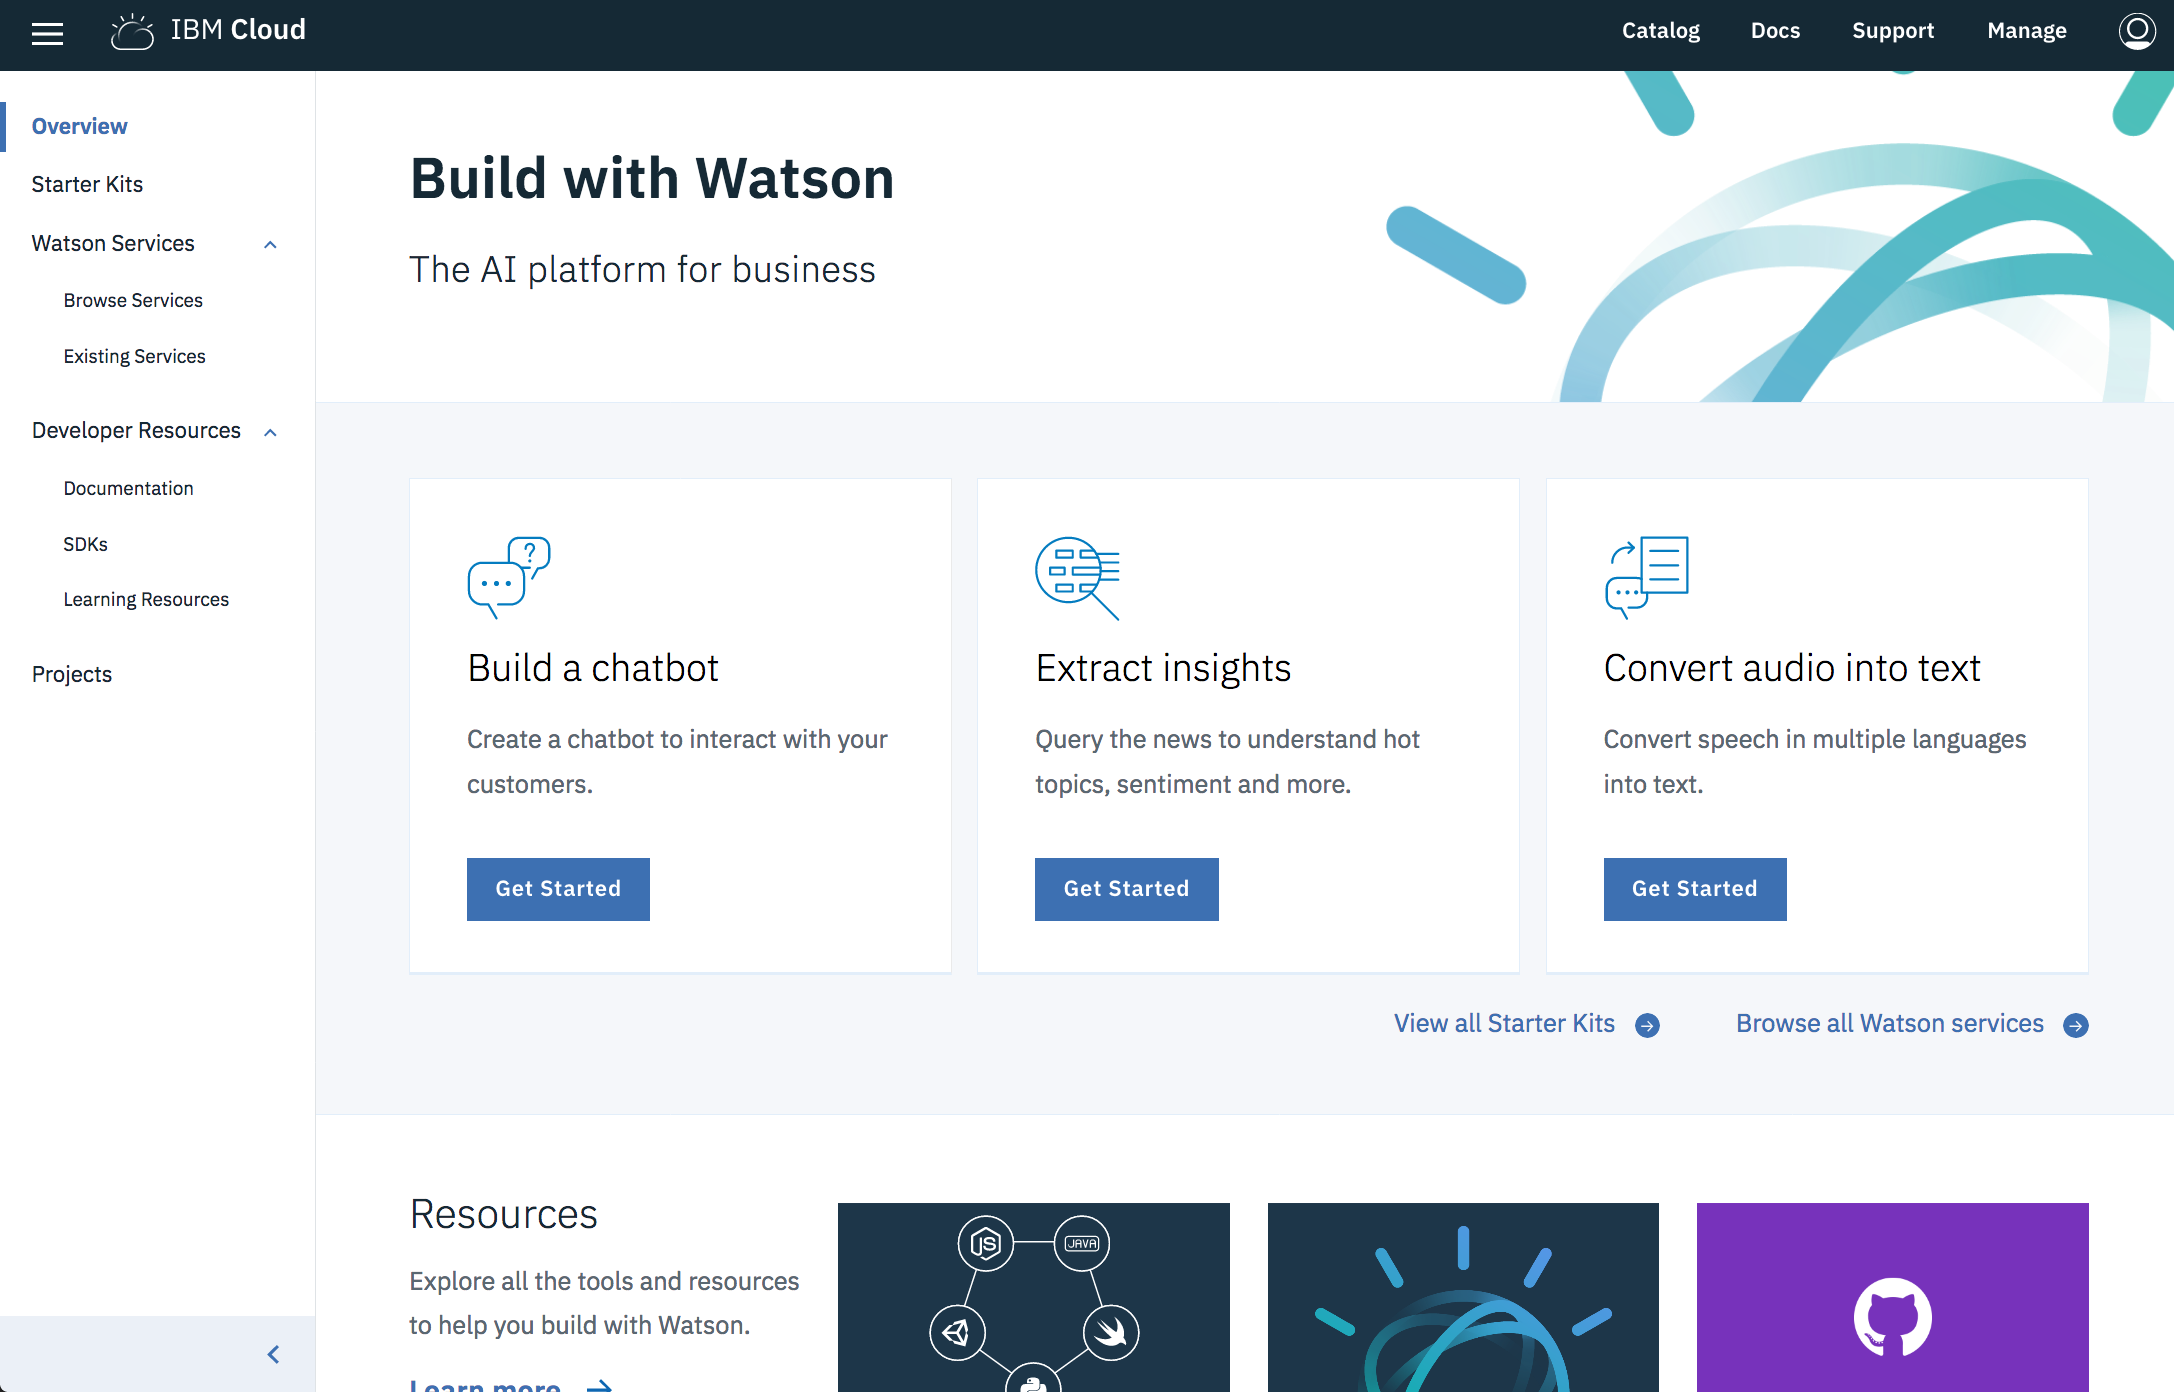 IBM Cloud
Catalog
Docs
Support
Manage
Overview
Starter Kits
Watson Services
Browse Services
Existing Services
Developer Resources
Documentation
SDKs
Learning Resources
Projects
Build with Watson
The AI platform for business
?
Build a chatbot
Create a chatbot to interact with your
customers.
Get Started
Extract insights
Query the news to understand hot
topics, sentiment and more.
Get Started
Convert audio into text
Convert speech in multiple languages
into text.
Get Started
View all Starter Kits
Browse all Watson services
Resources
Explore all the tools and resources
to help you build with Watson.
Learn more
JS
JAVA